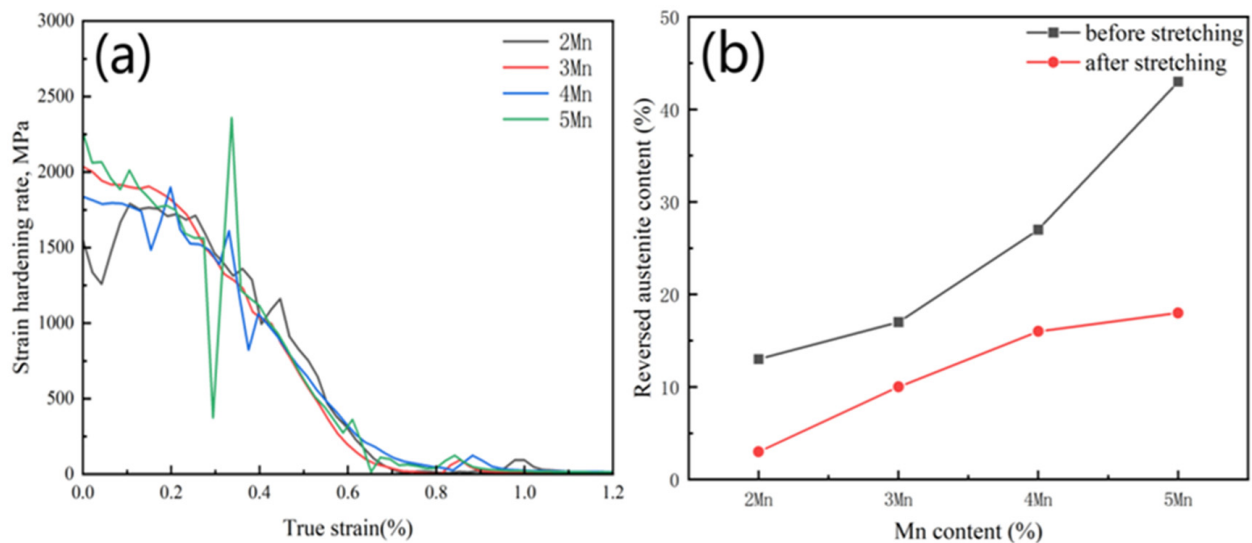 (a)
2Mn
3Mn
4Mn
5Mn
3000
2500
2000
1500
1000
500
0
Strain hardening rate, MPa
0.0 0.2 0.4 0.6 0.8 1.0 1.2
True strain(%)
(b)
before stretching
after stretching
50
40
30
20
10
0
Reversed austenite content (%)
2Mn 3Mn 4Mn 5Mn
Mn content (%)